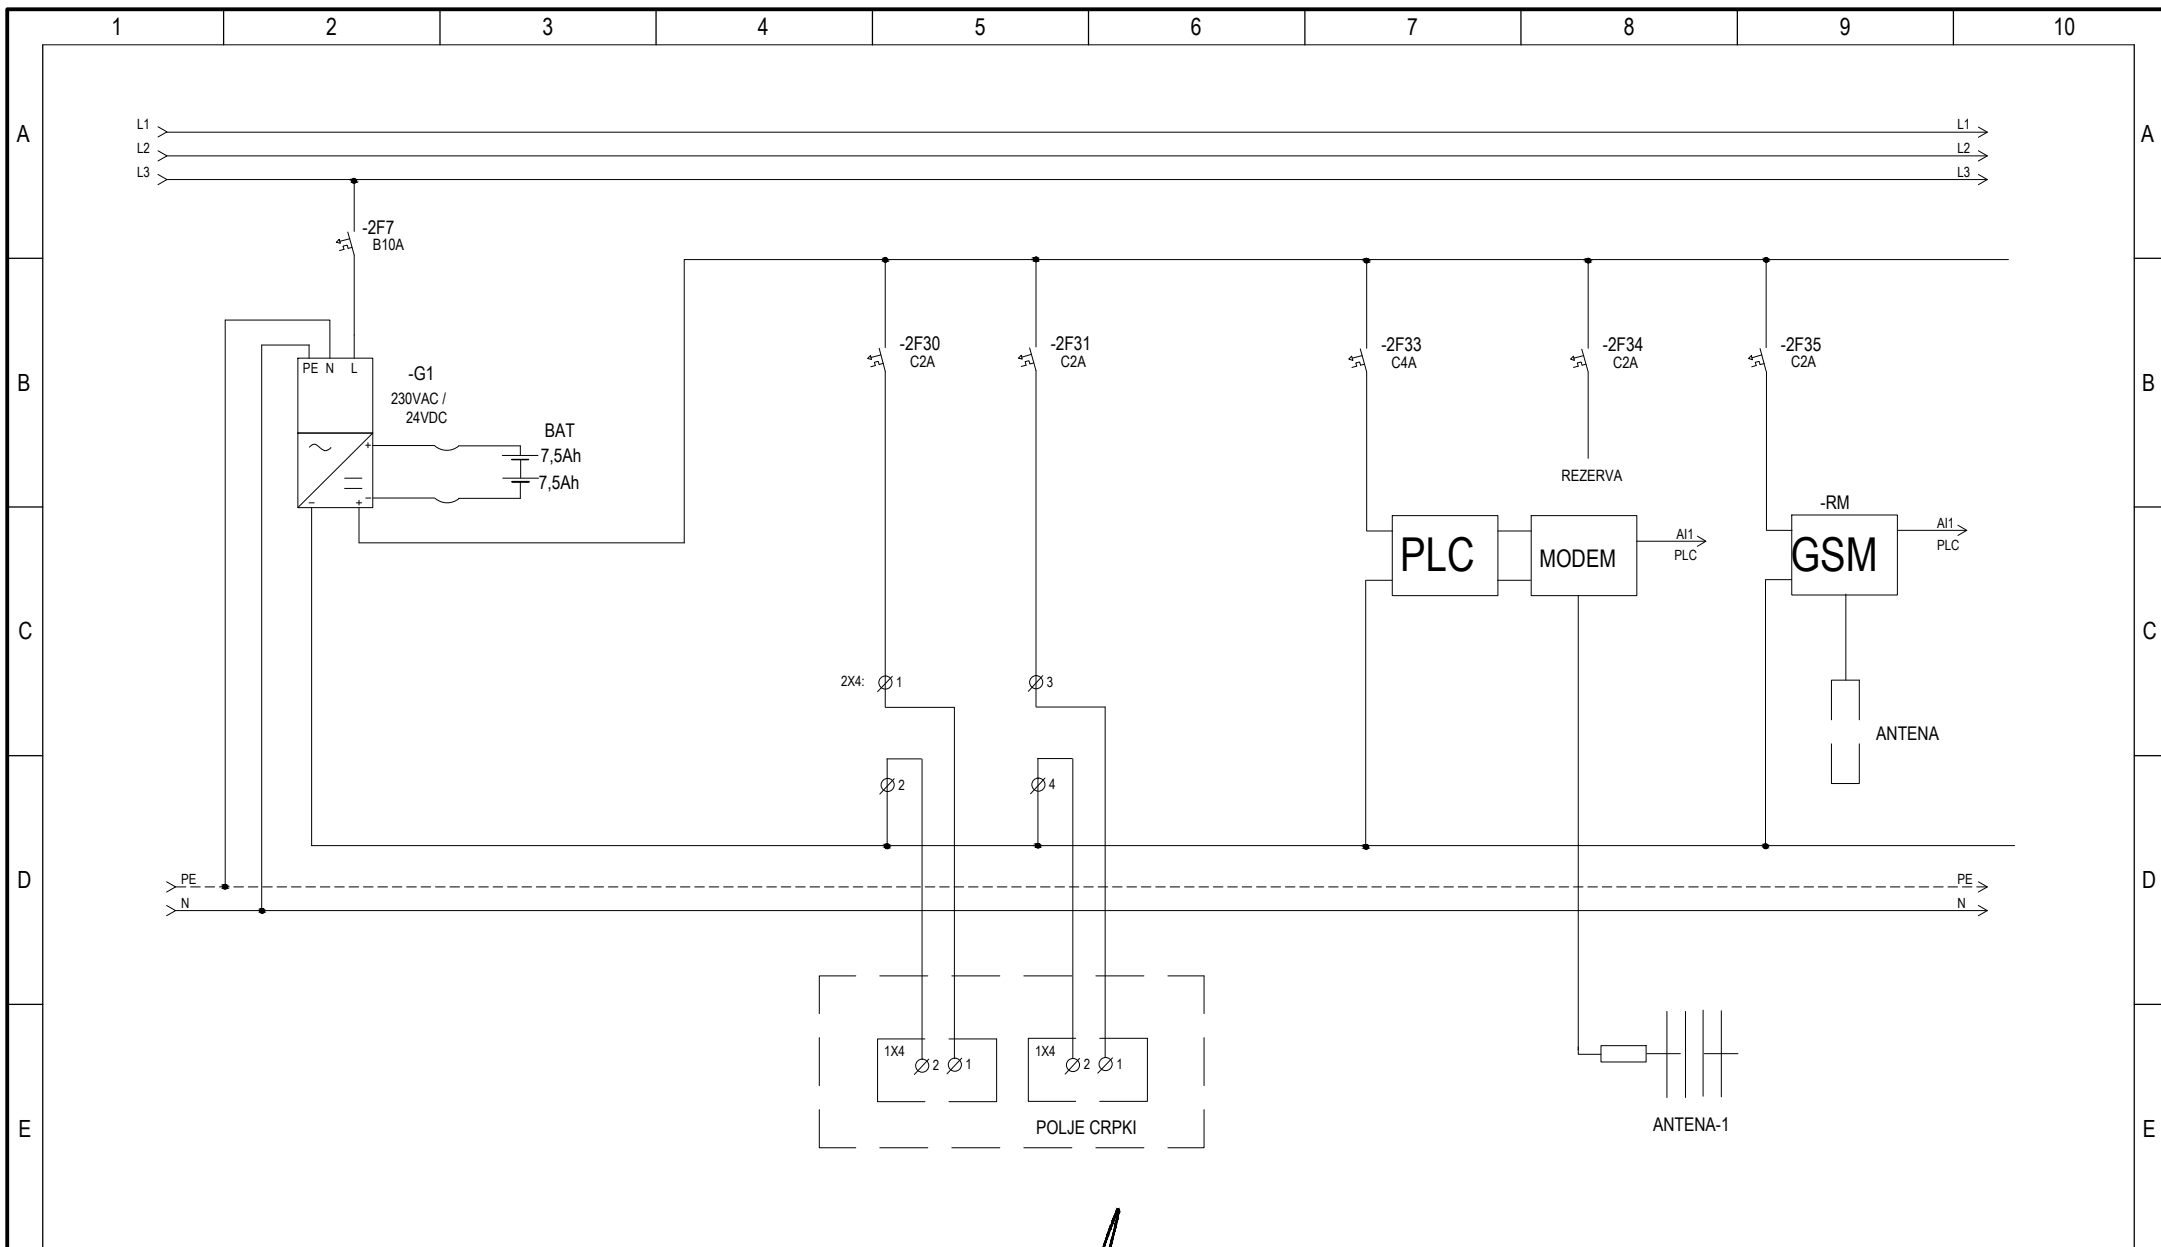 1 2 3 4 5 6 7 8 9 10
A A
L1 L1
L2 L2
L3 L3
-2F7
B10A
B B
-2F30
C2A
-2F31
C2A
-2F33
C4A
-2F34
C2A
-2F35
C2A
PE N L
-G1
230VAC /
24VDC
+
BAT
7,5Ah
7,5Ah
−
− +
REZERVA
-RM
C C
PLC
MODEM
AI1
PLC
GSM
AI1
PLC
2X4: 1
3
ANTENA
2
4
D D
PE PE
N N
1X4
2 1
1X4
2 1
POLJE CRPKI
E E
ANTENA-1